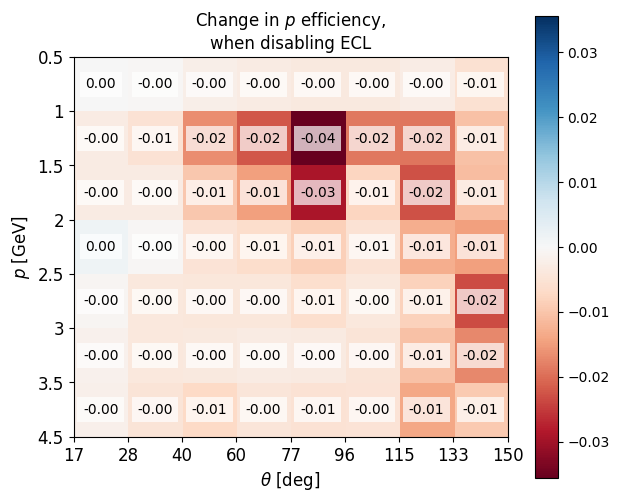 Change in p efficiency,
when disabling ECL
0.5
0.00 -0.00 -0.00 -0.00 -0.00 -0.00 -0.00 -0.01
1
-0.00 -0.01 -0.02 -0.02 -0.04 -0.02 -0.02 -0.01
1.5
-0.00 -0.00 -0.01 -0.01 -0.03 -0.01 -0.02 -0.01
2
0.00 -0.00 -0.00 -0.01 -0.01 -0.01 -0.01 -0.01
2.5
-0.00 -0.00 -0.00 -0.00 -0.01 -0.00 -0.01 -0.02
3
-0.00 -0.00 -0.00 -0.00 -0.00 -0.00 -0.01 -0.02
3.5
-0.00 -0.00 -0.01 -0.00 -0.01 -0.00 -0.01 -0.01
4.5
p [GeV]
17 28 40 60 77 96 115 133 150
θ [deg]
0.03
0.02
0.01
0.00
−0.01
−0.02
−0.03